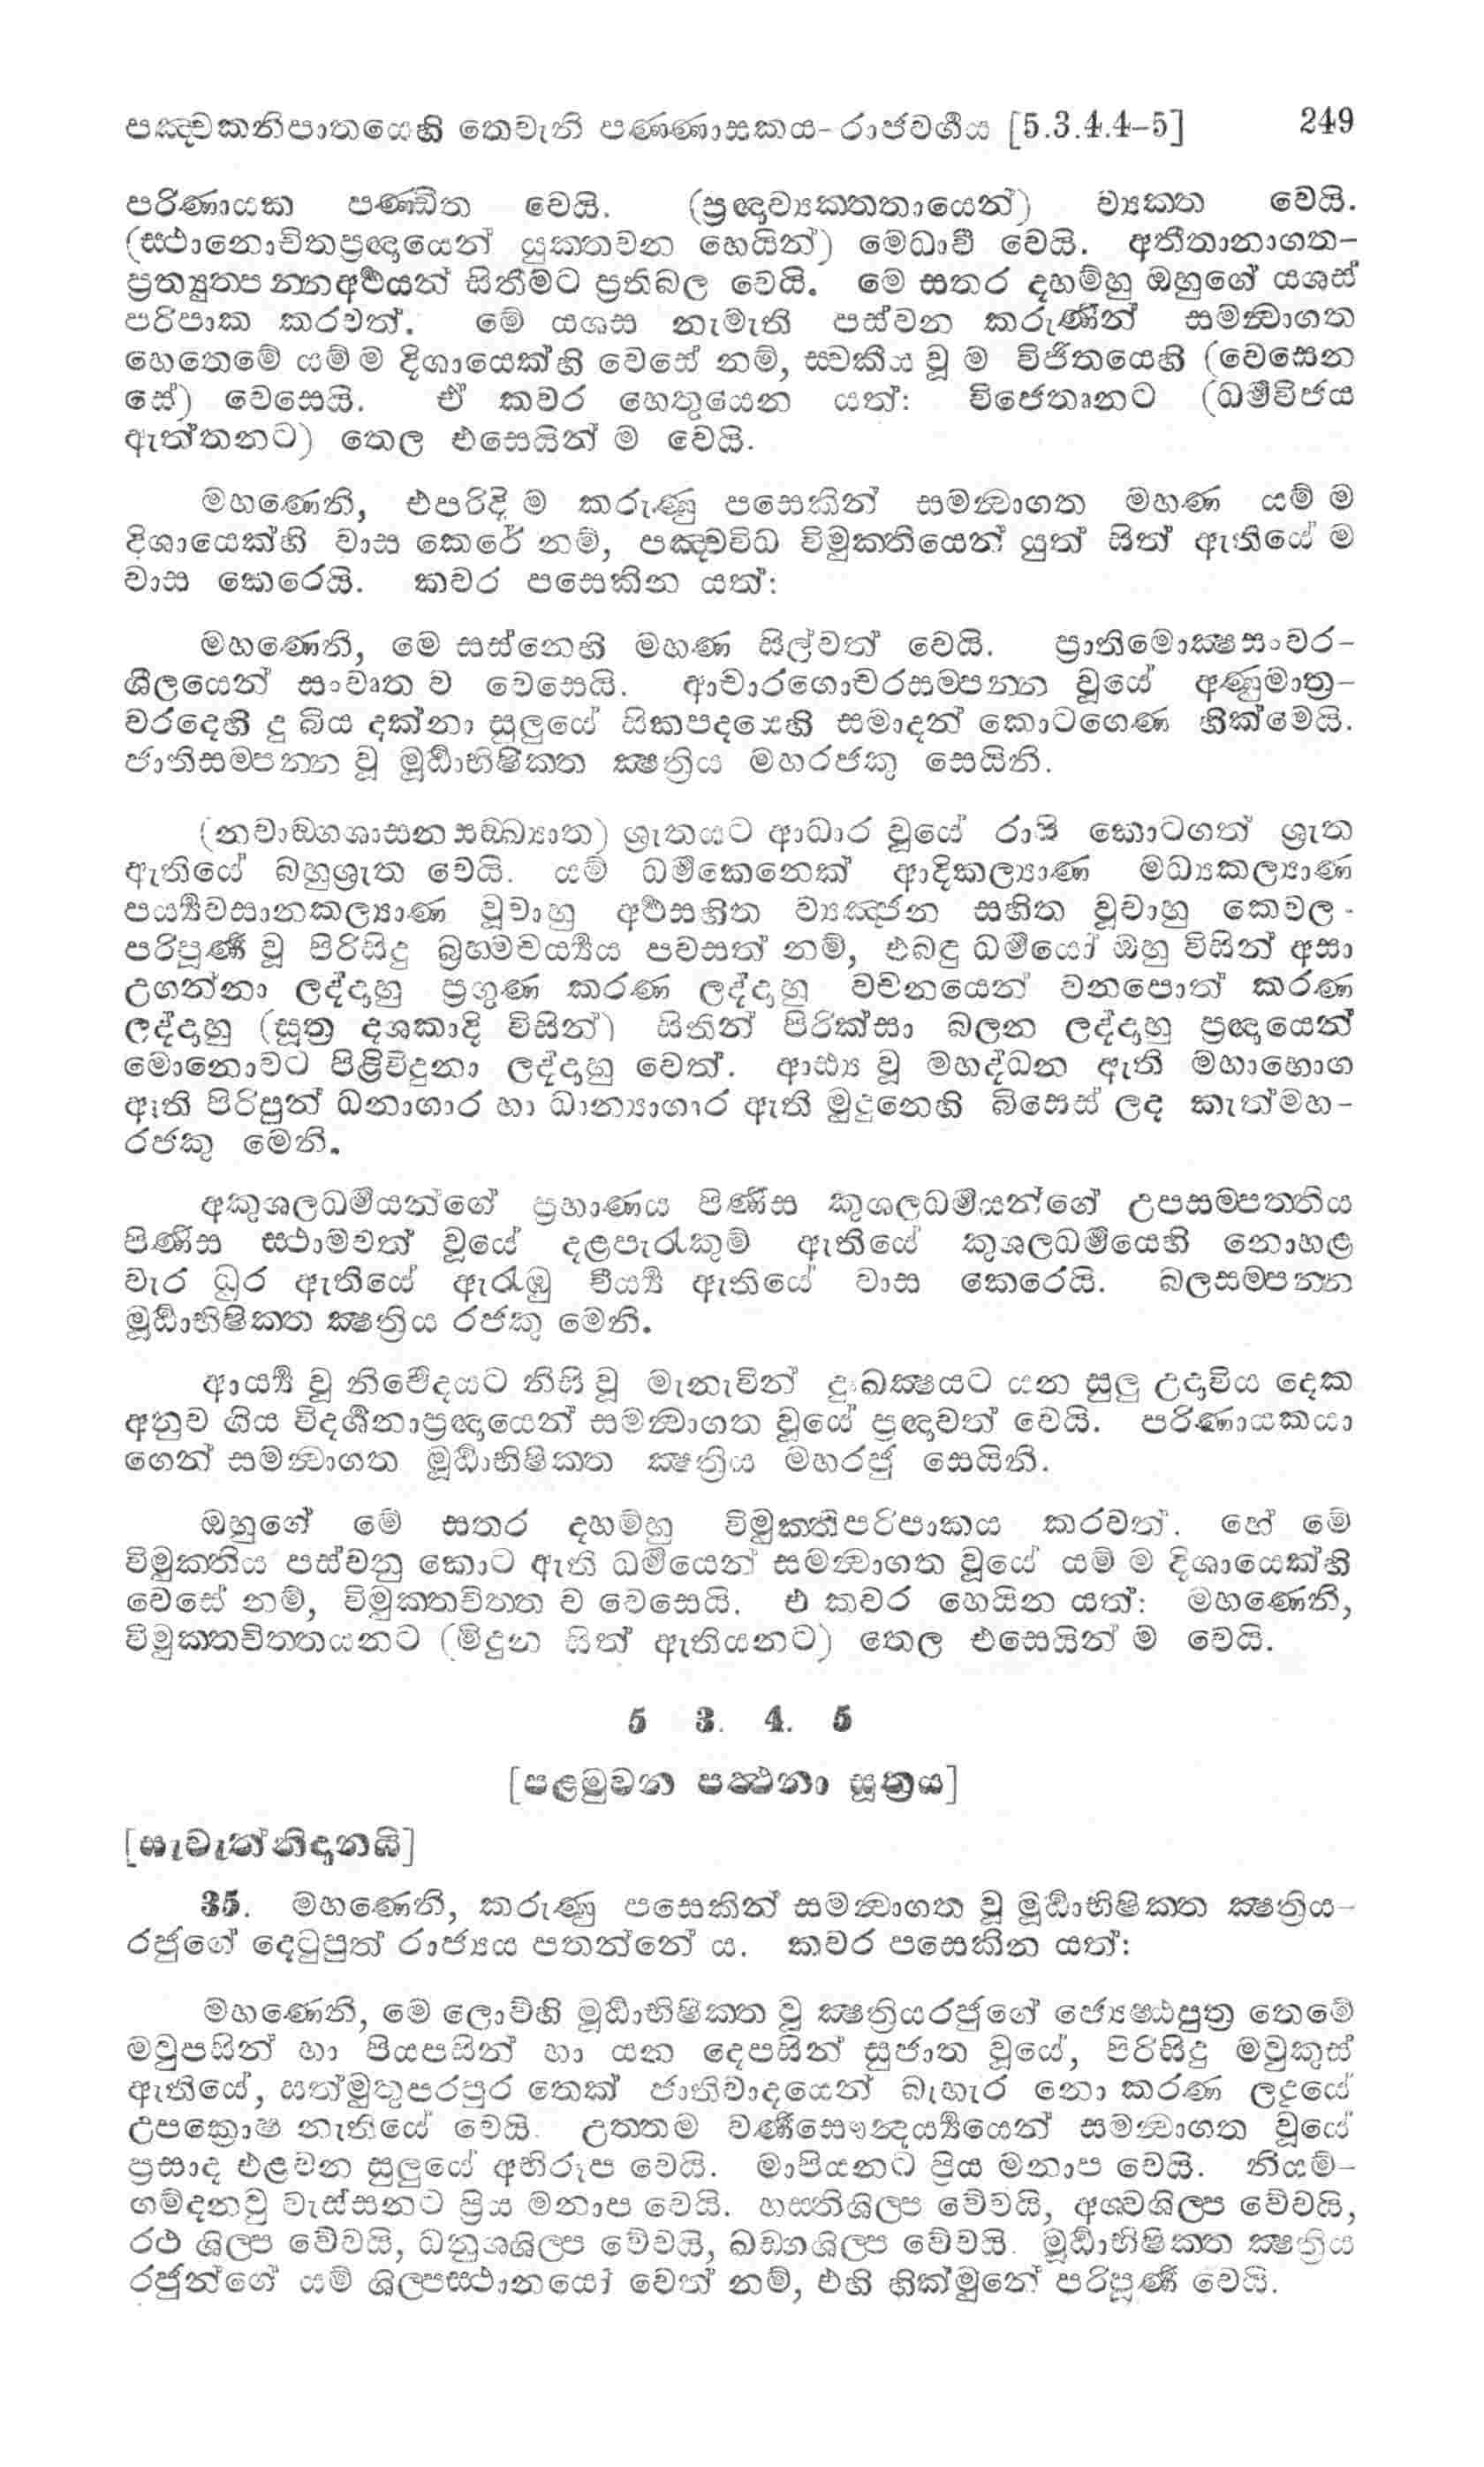 පඤ්චකනිපාතයෙහි තෙවැනි පණ්ණාසකය-රාජවර්‍ගය [5.3.4.4–5] 249
පරිණායක පණ්ඩිත වෙයි. (ප්‍රඥාව්‍යක්තතායෙන්) ව්‍යක්ත වෙයි.
(ස්ථානොචිතප්‍රඥායෙන් යුක්තවන හෙයින්) මෙධාවී වෙයි. අතීතානාගත-
ප්‍රත්‍යුත්පන්නඅර්‍ථයන් සිතීමට ප්‍රතිබල වෙයි. මේ සතර දහම්හු ඔහුගේ යශස්
පරිපාක කරවත්. මේ යශස නැමැති පස්වන කරුණින් සමන්‍වාගත
හෙතෙමේ යම් ම දිශායෙක්හි වෙසේ නම්, ස්වකීය වූ ම විජිතයෙහි (වෙසෙන
සේ) වෙසෙයි. ඒ කවර හෙතුයෙන යත්: විජෙතෘනට (ධර්‍මවිජය
ඇත්තනට) තෙල එසෙයින් ම වෙයි.
මහණෙනි, එපරිදි ම කරුණු පසෙකින් සමන්‍වාගත මහණ යම් ම
දිශායෙක්හි වාස කෙරේ නම්, පඤ්චවිධ විමුක්තියෙන් යුත් සිත් ඇතියේ ම
වාස කෙරෙයි. කවර පසෙකින යත්:
මහණෙනි, මෙ සස්නෙහි මහණ සිල්වත් වෙයි. ප්‍රාතිමොක්‍ෂසංවර-
ශීලයෙන් සංවෘත ව වෙසෙයි. ආචාරගොචරසම්පන්න වූයේ අණුමාත්‍ර-
වරදෙහි දු බිය දක්නා සුලුයේ සිකපදයෙහි සමාදන් කොටගෙණ හික්මෙයි.
ජාතිසම්පන්න වූ මූර්‍ධාභිෂික්ත ක්‍ෂත්‍රිය මහරජකු සෙයිනි.
(නවාඞ්ගශාසනසඞ්ඛ්‍යාත) ශ්‍රුතයට ආධාර වූයේ රාශි කොටගත් ශ්‍රුත
ඇතියේ බහුශ්‍රුත වෙයි. යම් ධර්‍මකෙනෙක් ආදිකල්‍යාණ මධ්‍යකල්‍යාණ
පර්‍ය්‍යවසානකල්‍යාණ වූවාහු අර්‍ථසහිත ව්‍යඤ්ජන සහිත වූවාහු කෙවල-
පරිපූර්‍ණ වූ පිරිසිදු බ්‍රහ්මචර්‍ය්‍යය පවසත් නම්, එබඳු ධර්‍මයෝ ඔහු විසින් අසා
උගන්නා ලද්දාහු ප්‍රගුණ කරණ ලද්දාහු වචනයෙන් වනපොත් කරණ
ලද්දාහු (සූත්‍ර දශකාදි විසින්) සිතින් පිරික්සා බලන ලද්දාහු ප්‍රඥායෙන්
මොනොවට පිළිවිදුනා ලද්දාහු වෙත්. ආඪ්‍ය වූ මහද්ධන ඇති මහාභොග
ඇති පිරිපුන් ධනාගාර හා ධාන්‍යාගාර ඇති මුදුනෙහි බිසෙස් ලද කැත්මහ-
රජකු මෙනි.
අකුශලධර්‍මයන්ගේ ප්‍රහාණය පිණිස කුශලධර්‍මයන්ගේ උපසම්පත්තිය
පිණිස ස්ථාමවත් වූයේ දළපැරැකුම් ඇතියේ කුශලධර්‍මයෙහි නොහළ
වැර ධුර ඇතියේ ඇරැඹු වීර්‍ය්‍ය ඇතියේ වාස කෙරෙයි. බලසම්පන්න
මූර්‍ධාභිෂික්ත ක්‍ෂත්‍රිය රජකු මෙනි.
ආර්‍ය්‍ය වූ නිර්‍වේදයට නිසි වූ මැනැවින් දුඃඛක්‍ෂයට යන සුලු උදාවිය දෙක
අනුව ගිය විදර්‍ශනාප්‍රඥායෙන් සමන්‍වාගත වූයේ ප්‍රඥාවත් වෙයි. පරිණායකයා
ගෙන් සමන්‍වාගත මූර්‍ධාභිෂික්ත ක්‍ෂත්‍රිය මහරජු සෙයිනි.
ඔහුගේ මේ සතර දහම්හු විමුක්තිපරිපාකය කරවත්. හේ මේ
විමුක්තිය පස්වනු කොට ඇති ධර්‍මයෙන් සමන්‍වාගත වූයේ යම් ම දිශායෙක්හි
වෙසේ නම්, විමුක්තචිත්ත ව වෙසෙයි. එ කවර හෙයින යත්: මහණෙනි,
විමුක්තචිත්තයනට (මිදුන සිත් ඇතියනට) තෙල එසෙයින් ම වෙයි.
5 3. 4. 5
[පළමුවන පත්‍ථනා සූත්‍රය]
[සැවැත්නිදානයි]
35. මහණෙනි, කරුණු පසෙකින් සමන්‍වාගත වූ මූර්‍ධාභිෂික්ත ක්‍ෂත්‍රිය-
රජුගේ දෙටුපුත් රාජ්‍යය පතන්නේ ය. කවර පසෙකින යත්:
මහණෙනි, මෙ ලොව්හි මූර්‍ධාභිෂික්ත වූ ක්‍ෂත්‍රියරජුගේ ජ්‍යෙෂ්ඨපුත්‍ර තෙමේ
මවුපසින් හා පියපසින් හා යන දෙපසින් සුජාත වූයේ, පිරිසිදු මවුකුස්
ඇතියේ, සත්මුතුපරපුර තෙක් ජාතිවාදයෙන් බැහැර නො කරණ ලදුයේ
උපක්‍රොෂ නැතියේ වෙයි. උත්තම වර්‍ණසෞන්‍දර්‍ය්‍යයෙන් සමන්‍වාගත වූයේ
ප්‍රසාද එළවන සුලුයේ අභිරූප වෙයි. මාපියනට ප්‍රිය මනාප වෙයි. නියම්-
ගම්දනවු වැස්සනට ප්‍රිය මනාප වෙයි. හස්තිශිල්ප වේවයි, අශ්වශිල්ප වේවයි,
රථ ශිල්ප වේවයි, ධනුශශිල්ප වේවයි, ඛඩ්ගශිල්ප වේවයි. මූර්‍ධාභිෂික්ත ක්‍ෂත්‍රිය
රජුන්ගේ යම් ශිල්පස්ථානයෝ වෙත් නම්, එහි හික්මුනේ පරිපූර්‍ණ වෙයි.